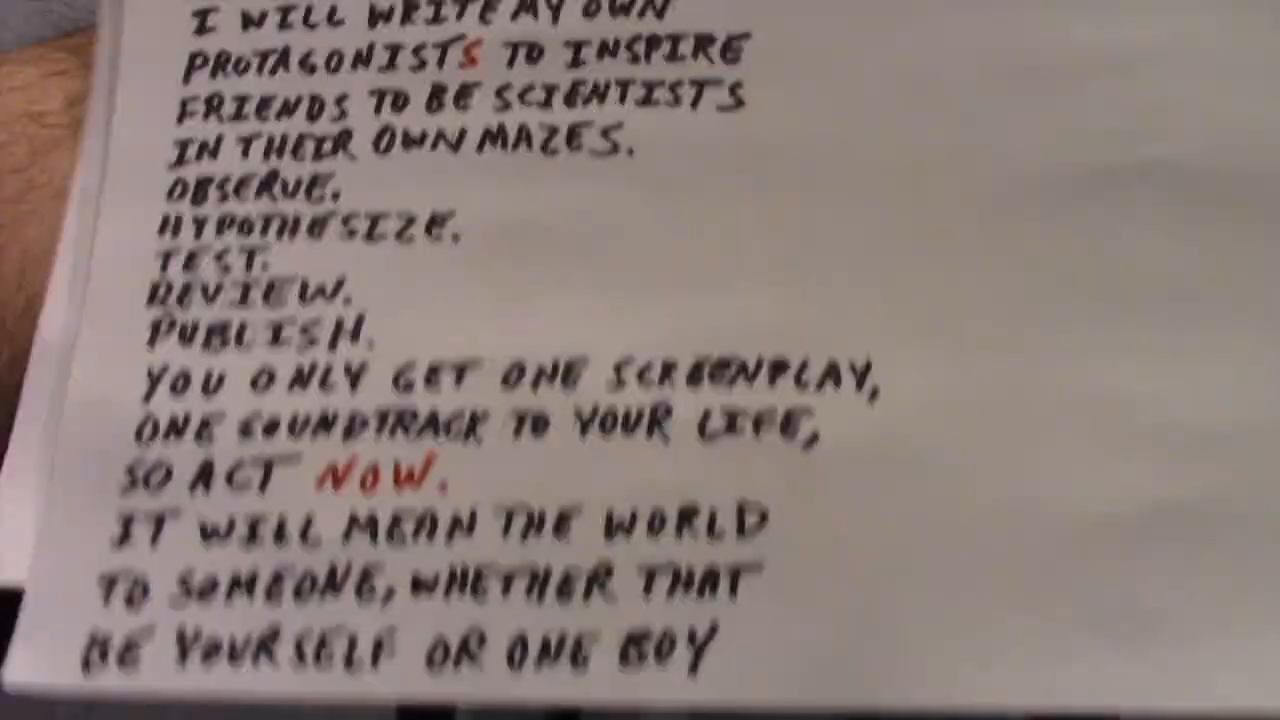 I WILL WRITE MY OWN
PROTAGONISTS TO INSPIRE
FRIENDS TO BE SCIENTISTS
IN THEIR OWN MAZES.
OBSERVE.
HYPOTHESIZE.
TEST.
REVIEW.
PUBLISH.
YOU ONLY GET ONE SCREENPLAY,
ONE SOUNDTRACK TO YOUR LIFE,
SO ACT NOW.
IT WILL MEAN THE WORLD
TO SOMEONE, WHETHER THAT
BE YOURSELF OR ONE BOY